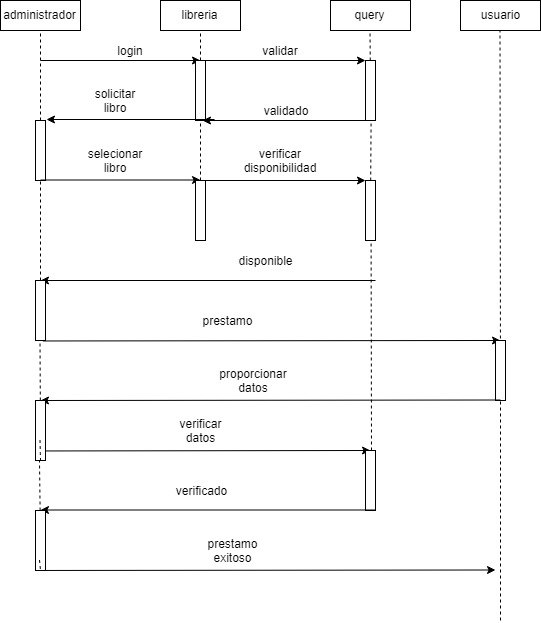 administrador
libreria
query
usuario
login
validar
solicitar
libro
validado
selecionar
libro
verificar
disponibilidad
disponible
prestamo
proporcionar
datos
verificar
datos
verificado
prestamo
exitoso